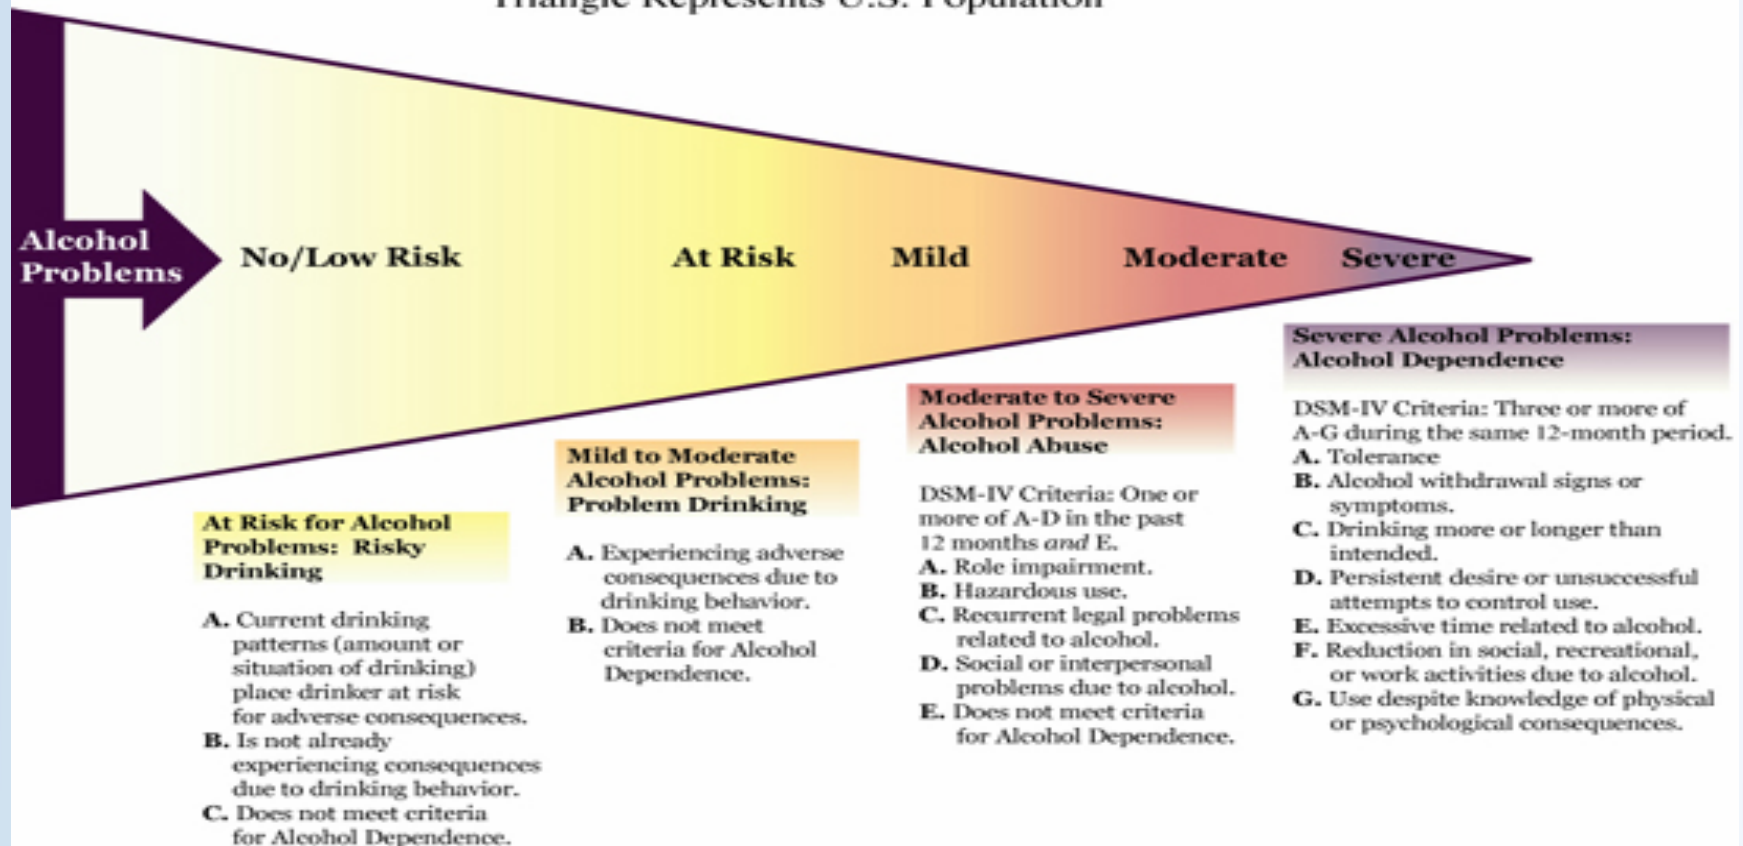 Triangle Represents U.S. Population
Alcohol
Problems
No/Low Risk
At Risk
Mild
Moderate
Severe
At Risk for Alcohol
Problems: Risky
Drinking
A. Current drinking
patterns (amount or
situation of drinking)
place drinker at risk
for adverse consequences.
B. Is not already
experiencing consequences
due to drinking behavior.
C. Does not meet criteria
for Alcohol Dependence.
Mild to Moderate
Alcohol Problems:
Problem Drinking
A. Experiencing adverse
consequences due to
drinking behavior.
B. Does not meet
criteria for Alcohol
Dependence.
Moderate to Severe
Alcohol Problems:
Alcohol Abuse
DSM-IV Criteria: One or
more of A-D in the past
12 months and E.
A. Role impairment.
B. Hazardous use.
C. Recurrent legal problems
related to alcohol.
D. Social or interpersonal
problems due to alcohol.
E. Does not meet criteria
for Alcohol Dependence.
Severe Alcohol Problems:
Alcohol Dependence
DSM-IV Criteria: Three or more of
A-G during the same 12-month period.
A. Tolerance
B. Alcohol withdrawal signs or
symptoms.
C. Drinking more or longer than
intended.
D. Persistent desire or unsuccessful
attempts to control use.
E. Excessive time related to alcohol.
F. Reduction in social, recreational,
or work activities due to alcohol.
G. Use despite knowledge of physical
or psychological consequences.